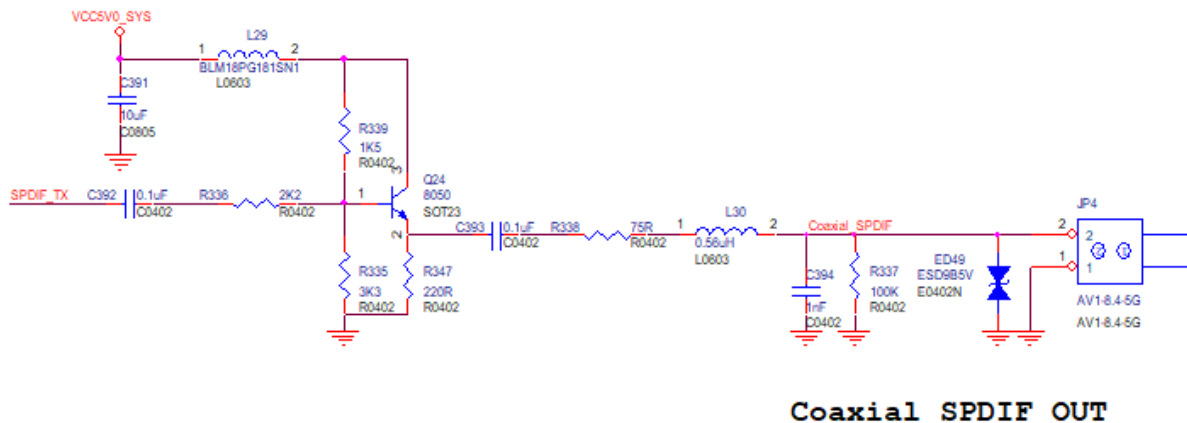 VCC5V0_SYS
L29
1 2
BLM18PG181SN1
L0603
C391
10uF
C0805
R339
1K5
R0402
3
Q24
8050
SOT23
1
2
SPDIF_TX
C392
0.1uF
C0402
R336
2K2
R0402
R335
3K3
R0402
R347
220R
R0402
C393
0.1uF
C0402
R338
75R
R0402
L30
1 2
0.56uH
L0603
Coaxial_SPDIF
C394
1nF
C0402
R337
100K
R0402
ED49
ESD9B5V
E0402N
JP4
2
1
2
1
AV1-8.4-5G
AV1-8.4-5G
Coaxial SPDIF OUT